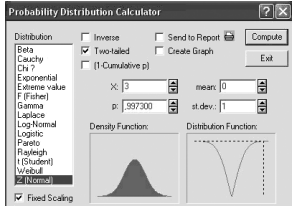 Probability Distribution Calculator
Distribution
Beta
Cauchy
Chi ?
Exponential
Extreme value
F (Fisher)
Gamma
Laplace
Log-Normal
Logistic
Pareto
Rayleigh
t (Student)
Weibull
Z (Normal)
Fixed Scaling
Inverse
Two-tailed
(1-Cumulative p)
Send to Report
Create Graph
Compute
Exit
X: 3
mean: 0
p: ,997300
st.dev.: 1
Density Function:
Distribution Function: